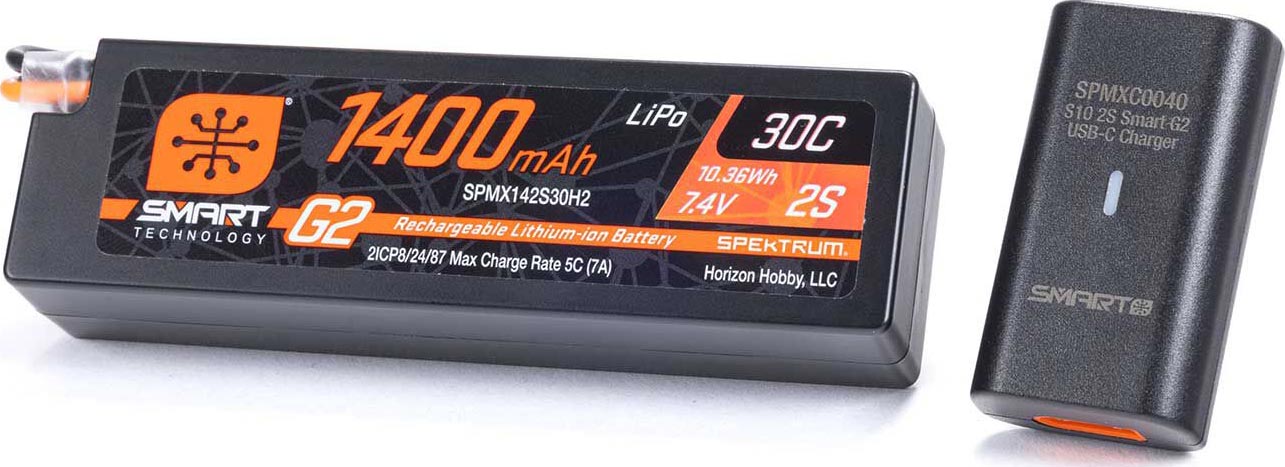 1400mAh
LiPo
30C
SPMX142S30H2
10.36Wh
7.4V 2S
SMART
TECHNOLOGY
G2
Rechargeable Lithium-ion Battery
SPEKTRUM.
2ICP8/24/87 Max Charge Rate 5C (7A)
Horizon Hobby, LLC
®
SPMXC0040
S10 2S Smart G2
USB-C Charger
SMART